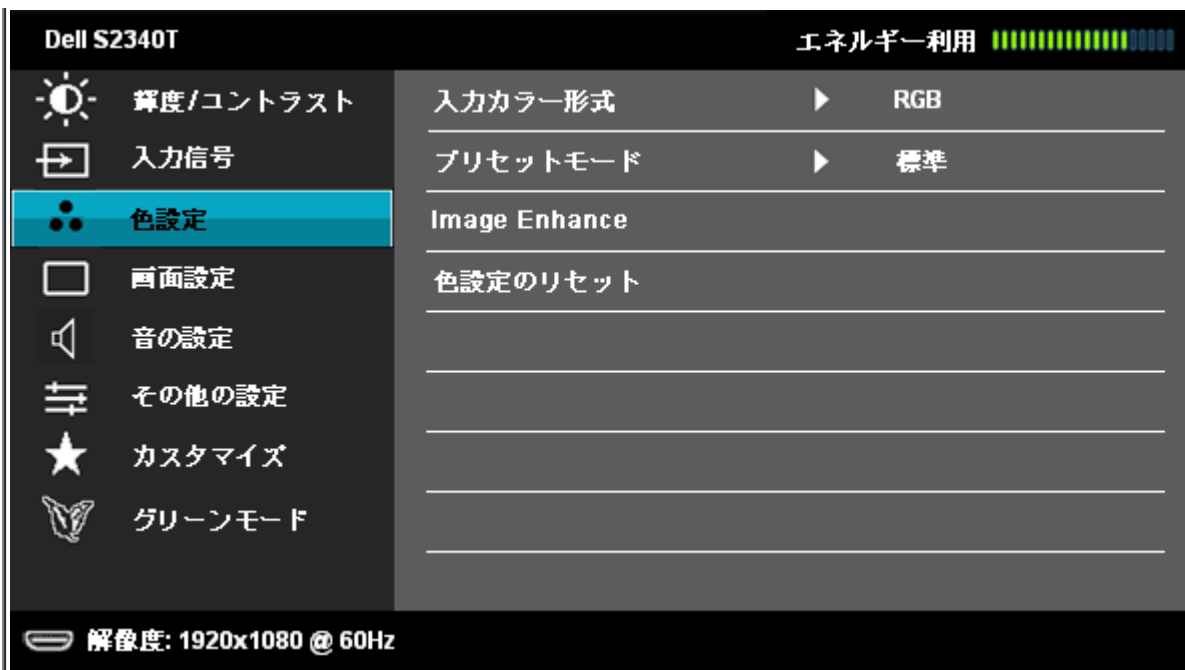 Dell S2340T
エネルギー利用
輝度/コントラスト
入力信号
色設定
画面設定
音の設定
その他の設定
カスタマイズ
グリーンモード
入力カラー形式 RGB
プリセットモード 標準
Image Enhance
色設定のリセット
解像度: 1920x1080 @ 60Hz